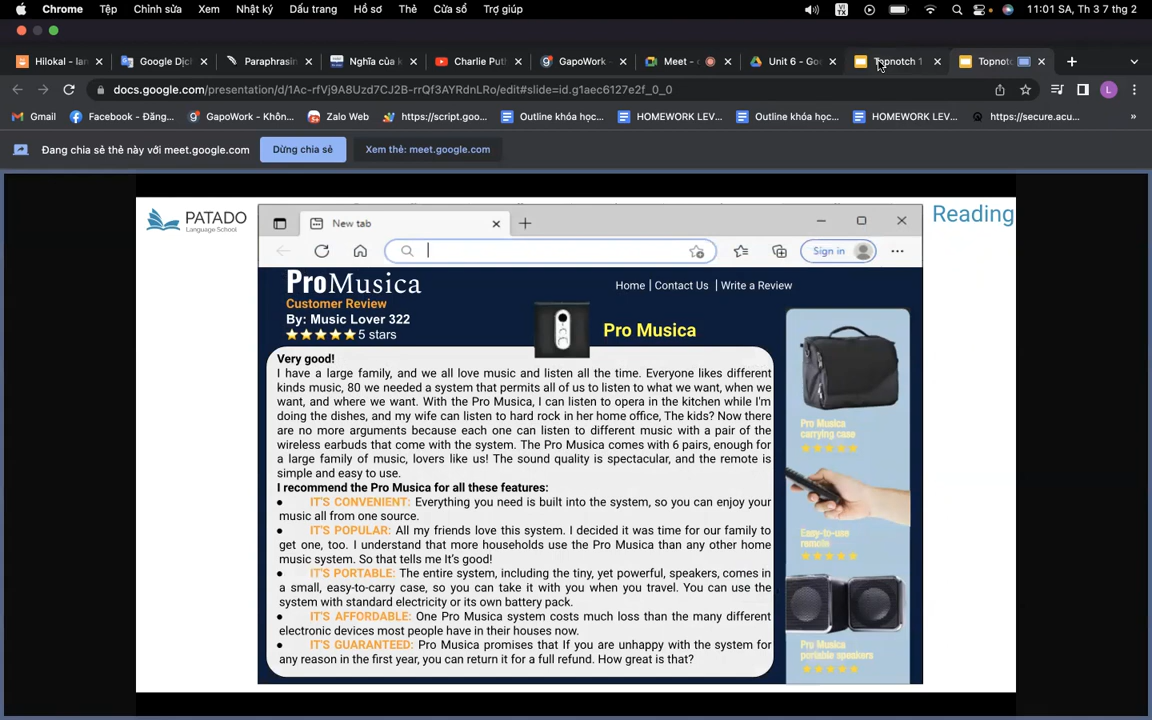 Chrome Tệp Chỉnh sửa Xem Nhật ký Dấu trang Hồ sơ Thẻ Cửa sổ Trợ giúp VI TX 11:01 SA, Th 3 7 thg 2
Hilokal - lan Google Dịch Paraphrasin Nghĩa của Charlie Puth GapoWork Meet - Unit 6 - Goo Topnotch 1 Topnotc
docs.google.com/presentation/d/1Ac-rfVj9A8Uzd7CJ2B-rrQf3AYRdnLRo/edit#slide=id.g1aec6127e2f_0_0 L
Gmail Facebook - Đăng... GapoWork - Khôn... Zalo Web https://script.goo... Outline khóa học... HOMEWORK LEV... Outline khóa học... HOMEWORK LEV... https://secure.acu... »
Đang chia sẻ thẻ này với meet.google.com Dừng chia sẻ Xem thẻ: meet.google.com
PATADO
Language School
Reading
New tab
Sign in
ProMusica
Home | Contact Us | Write a Review
Customer Review
By: Music Lover 322
5 stars
Pro Musica
Very good!
I have a large family, and we all love music and listen all the time. Everyone likes different
kinds music, 80 we needed a system that permits all of us to listen to what we want, when we
want, and where we want. With the Pro Musica, I can listen to opera in the kitchen while I'm
doing the dishes, and my wife can listen to hard rock in her home office, The kids? Now there
are no more arguments because each one can listen to different music with a pair of the
wireless earbuds that come with the system. The Pro Musica comes with 6 pairs, enough for
a large family of music, lovers like us! The sound quality is spectacular, and the remote is
simple and easy to use.
I recommend the Pro Musica for all these features:
● IT'S CONVENIENT: Everything you need is built into the system, so you can enjoy your
music all from one source.
● IT'S POPULAR: All my friends love this system. I decided it was time for our family to
get one, too. I understand that more households use the Pro Musica than any other home
music system. So that tells me It's good!
● IT'S PORTABLE: The entire system, including the tiny, yet powerful, speakers, comes in
a small, easy-to-carry case, so you can take it with you when you travel. You can use the
system with standard electricity or its own battery pack.
● IT'S AFFORDABLE: One Pro Musica system costs much loss than the many different
electronic devices most people have in their houses now.
● IT'S GUARANTEED: Pro Musica promises that If you are unhappy with the system for
any reason in the first year, you can return it for a full refund. How great is that?
Pro Musica
carrying case
Easy-to-use
remote
Pro Musica
portable speakers